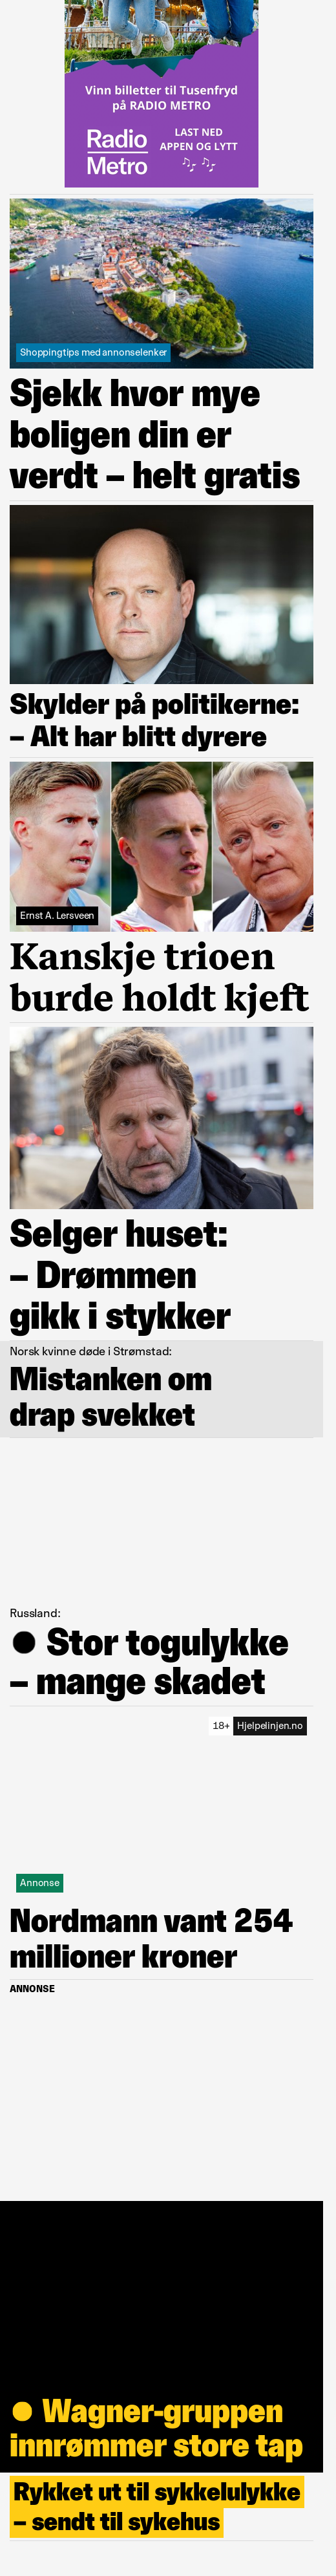 Vinn billetter til Tusenfryd
på RADIO METRO
Radio
Metro
LAST NED
APPEN OG LYTT
Shoppingtips med annonselenker
Sjekk hvor mye
boligen din er
verdt – helt gratis
Skylder på politikerne:
– Alt har blitt dyrere
Ernst A. Lersveen
Kanskje trioen
burde holdt kjeft
Selger huset:
– Drømmen
gikk i stykker
Norsk kvinne døde i Strømstad:
Mistanken om
drap svekket
Russland:
Stor togulykke
– mange skadet
18+ Hjelpelinjen.no
Annonse
Nordmann vant 254
millioner kroner
ANNONSE
Wagner-gruppen
innrømmer store tap
Rykket ut til sykkelulykke
– sendt til sykehus